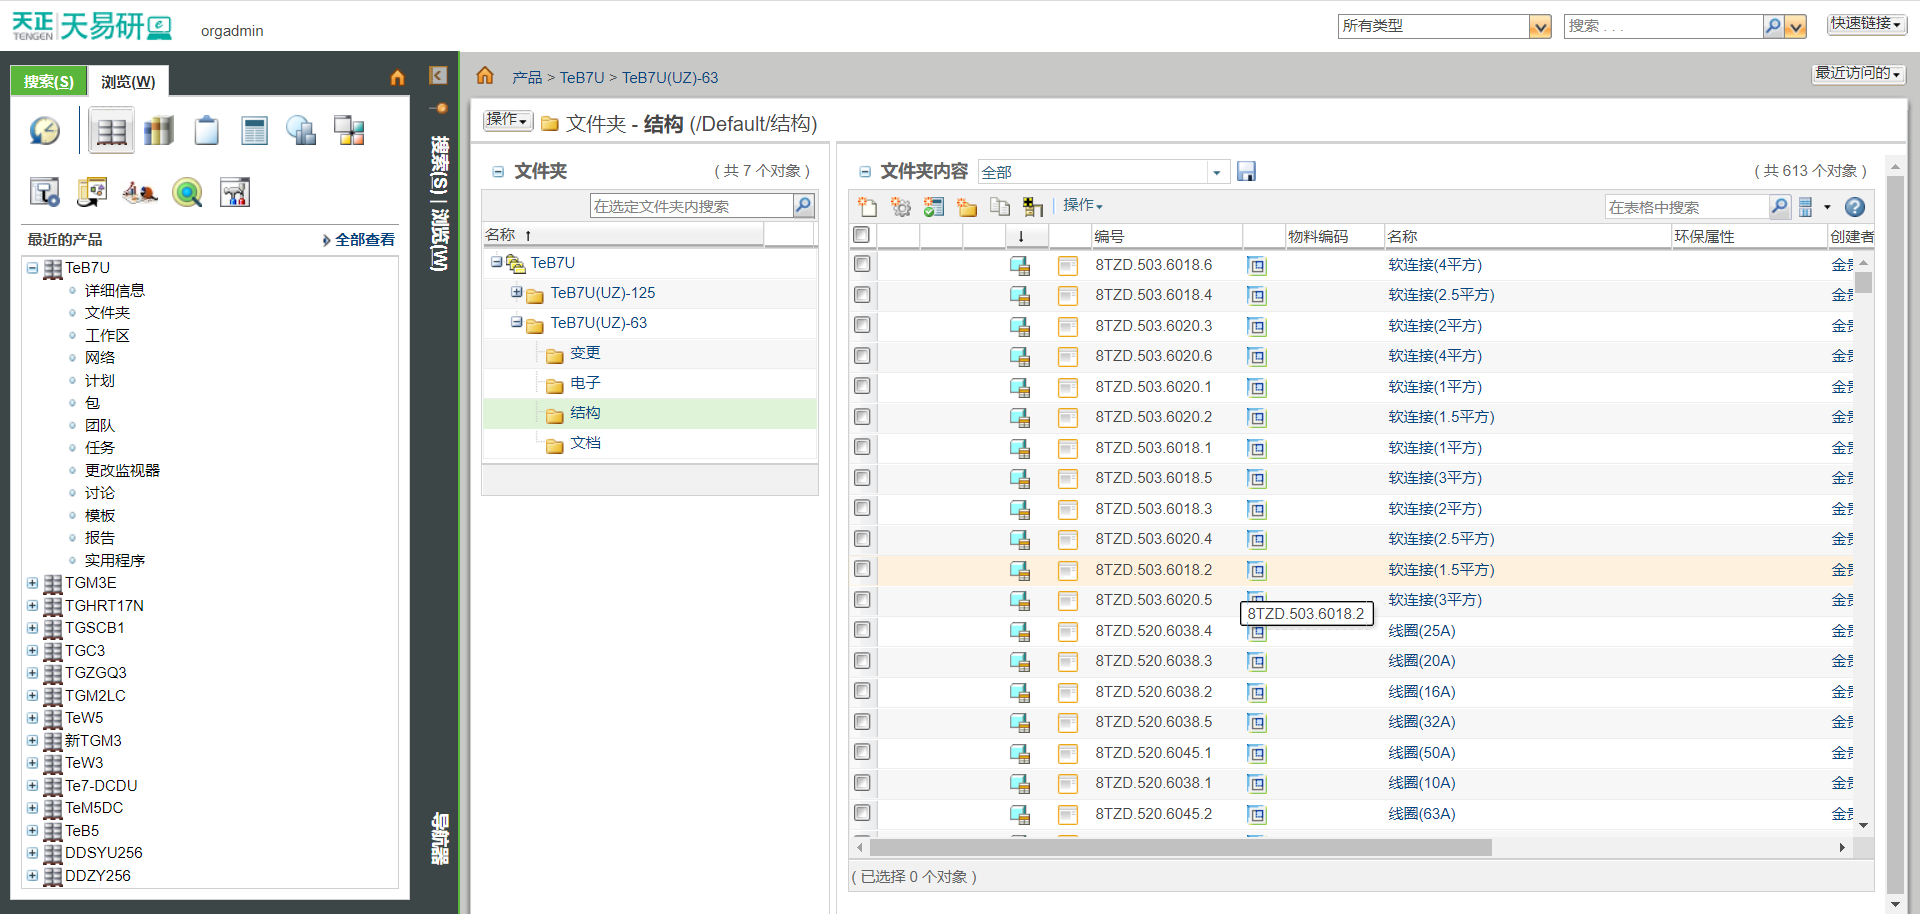 天正 TENGEN 天易研
orgadmin
所有类型
搜索 . . .
快速链接
搜索(S)
浏览(W)
最近的产品
全部查看
TeB7U
详细信息
文件夹
工作区
网络
计划
包
团队
任务
更改监视器
讨论
模板
报告
实用程序
TGM3E
TGHRT17N
TGSCB1
TGC3
TGZGQ3
TGM2LC
TeW5
新TGM3
TeW3
Te7-DCDU
TeM5DC
TeB5
DDSYU256
DDZY256
搜索(S) | 浏览(W)
导航器
产品 > TeB7U > TeB7U(UZ)-63
最近访问的
操作
文件夹 - 结构 (/Default/结构)
文件夹
( 共 7 个对象 )
在选定文件夹内搜索
名称 ↑
TeB7U
TeB7U(UZ)-125
TeB7U(UZ)-63
变更
电子
结构
文档
文件夹内容
全部
( 共 613 个对象 )
操作
在表格中搜索
↓ 编号 物料编码 名称 环保属性 创建者
8TZD.503.6018.6 软连接(4平方) 金
8TZD.503.6018.4 软连接(2.5平方) 金
8TZD.503.6020.3 软连接(2平方) 金
8TZD.503.6020.6 软连接(4平方) 金
8TZD.503.6020.1 软连接(1平方) 金
8TZD.503.6020.2 软连接(1.5平方) 金
8TZD.503.6018.1 软连接(1平方) 金
8TZD.503.6018.5 软连接(3平方) 金
8TZD.503.6018.3 软连接(2平方) 金
8TZD.503.6020.4 软连接(2.5平方) 金
8TZD.503.6018.2 软连接(1.5平方) 金
8TZD.503.6020.5 软连接(3平方) 金
8TZD.503.6018.2
8TZD.520.6038.4 线圈(25A) 金
8TZD.520.6038.3 线圈(20A) 金
8TZD.520.6038.2 线圈(16A) 金
8TZD.520.6038.5 线圈(32A) 金
8TZD.520.6045.1 线圈(50A) 金
8TZD.520.6038.1 线圈(10A) 金
8TZD.520.6045.2 线圈(63A) 金
( 已选择 0 个对象 )